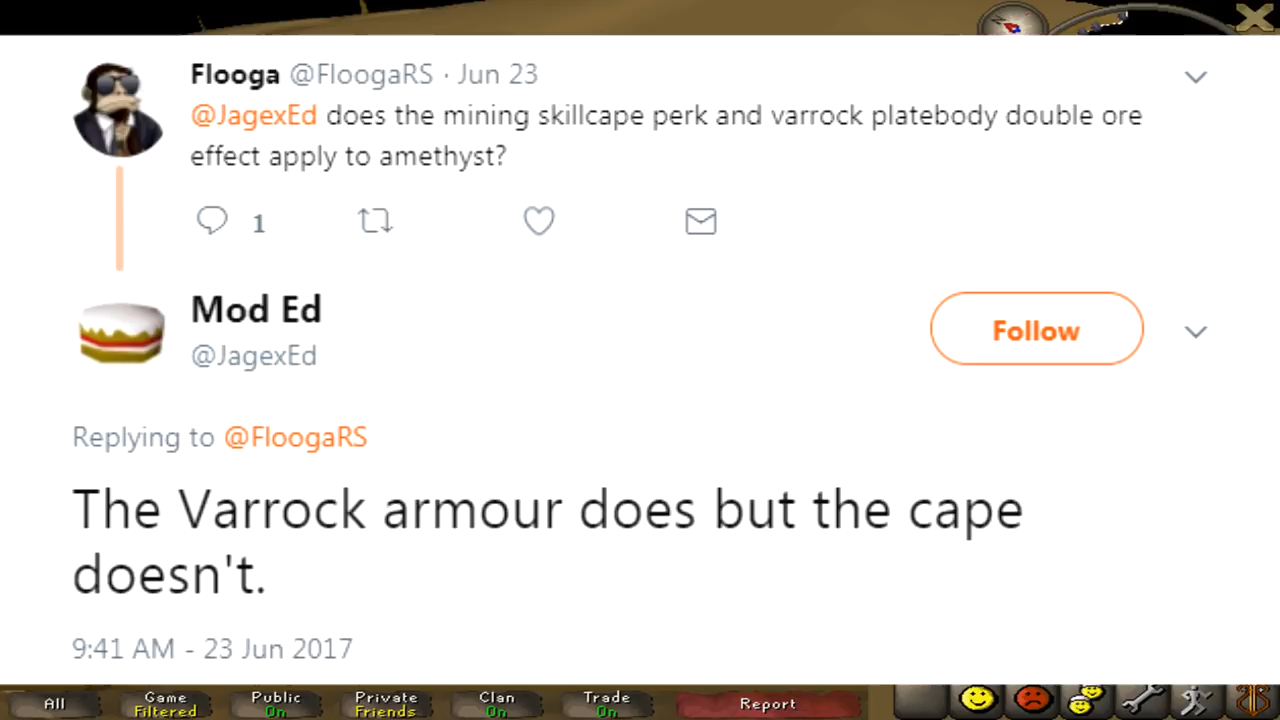 Flooga @FloogaRS · Jun 23
@JagexEd does the mining skillcape perk and varrock platebody double ore
effect apply to amethyst?
1
Mod Ed
@JagexEd
Follow
Replying to @FloogaRS
The Varrock armour does but the cape
doesn't.
9:41 AM - 23 Jun 2017
All
Game
Filtered
Public
On
Private
Friends
Clan
On
Trade
On
Report